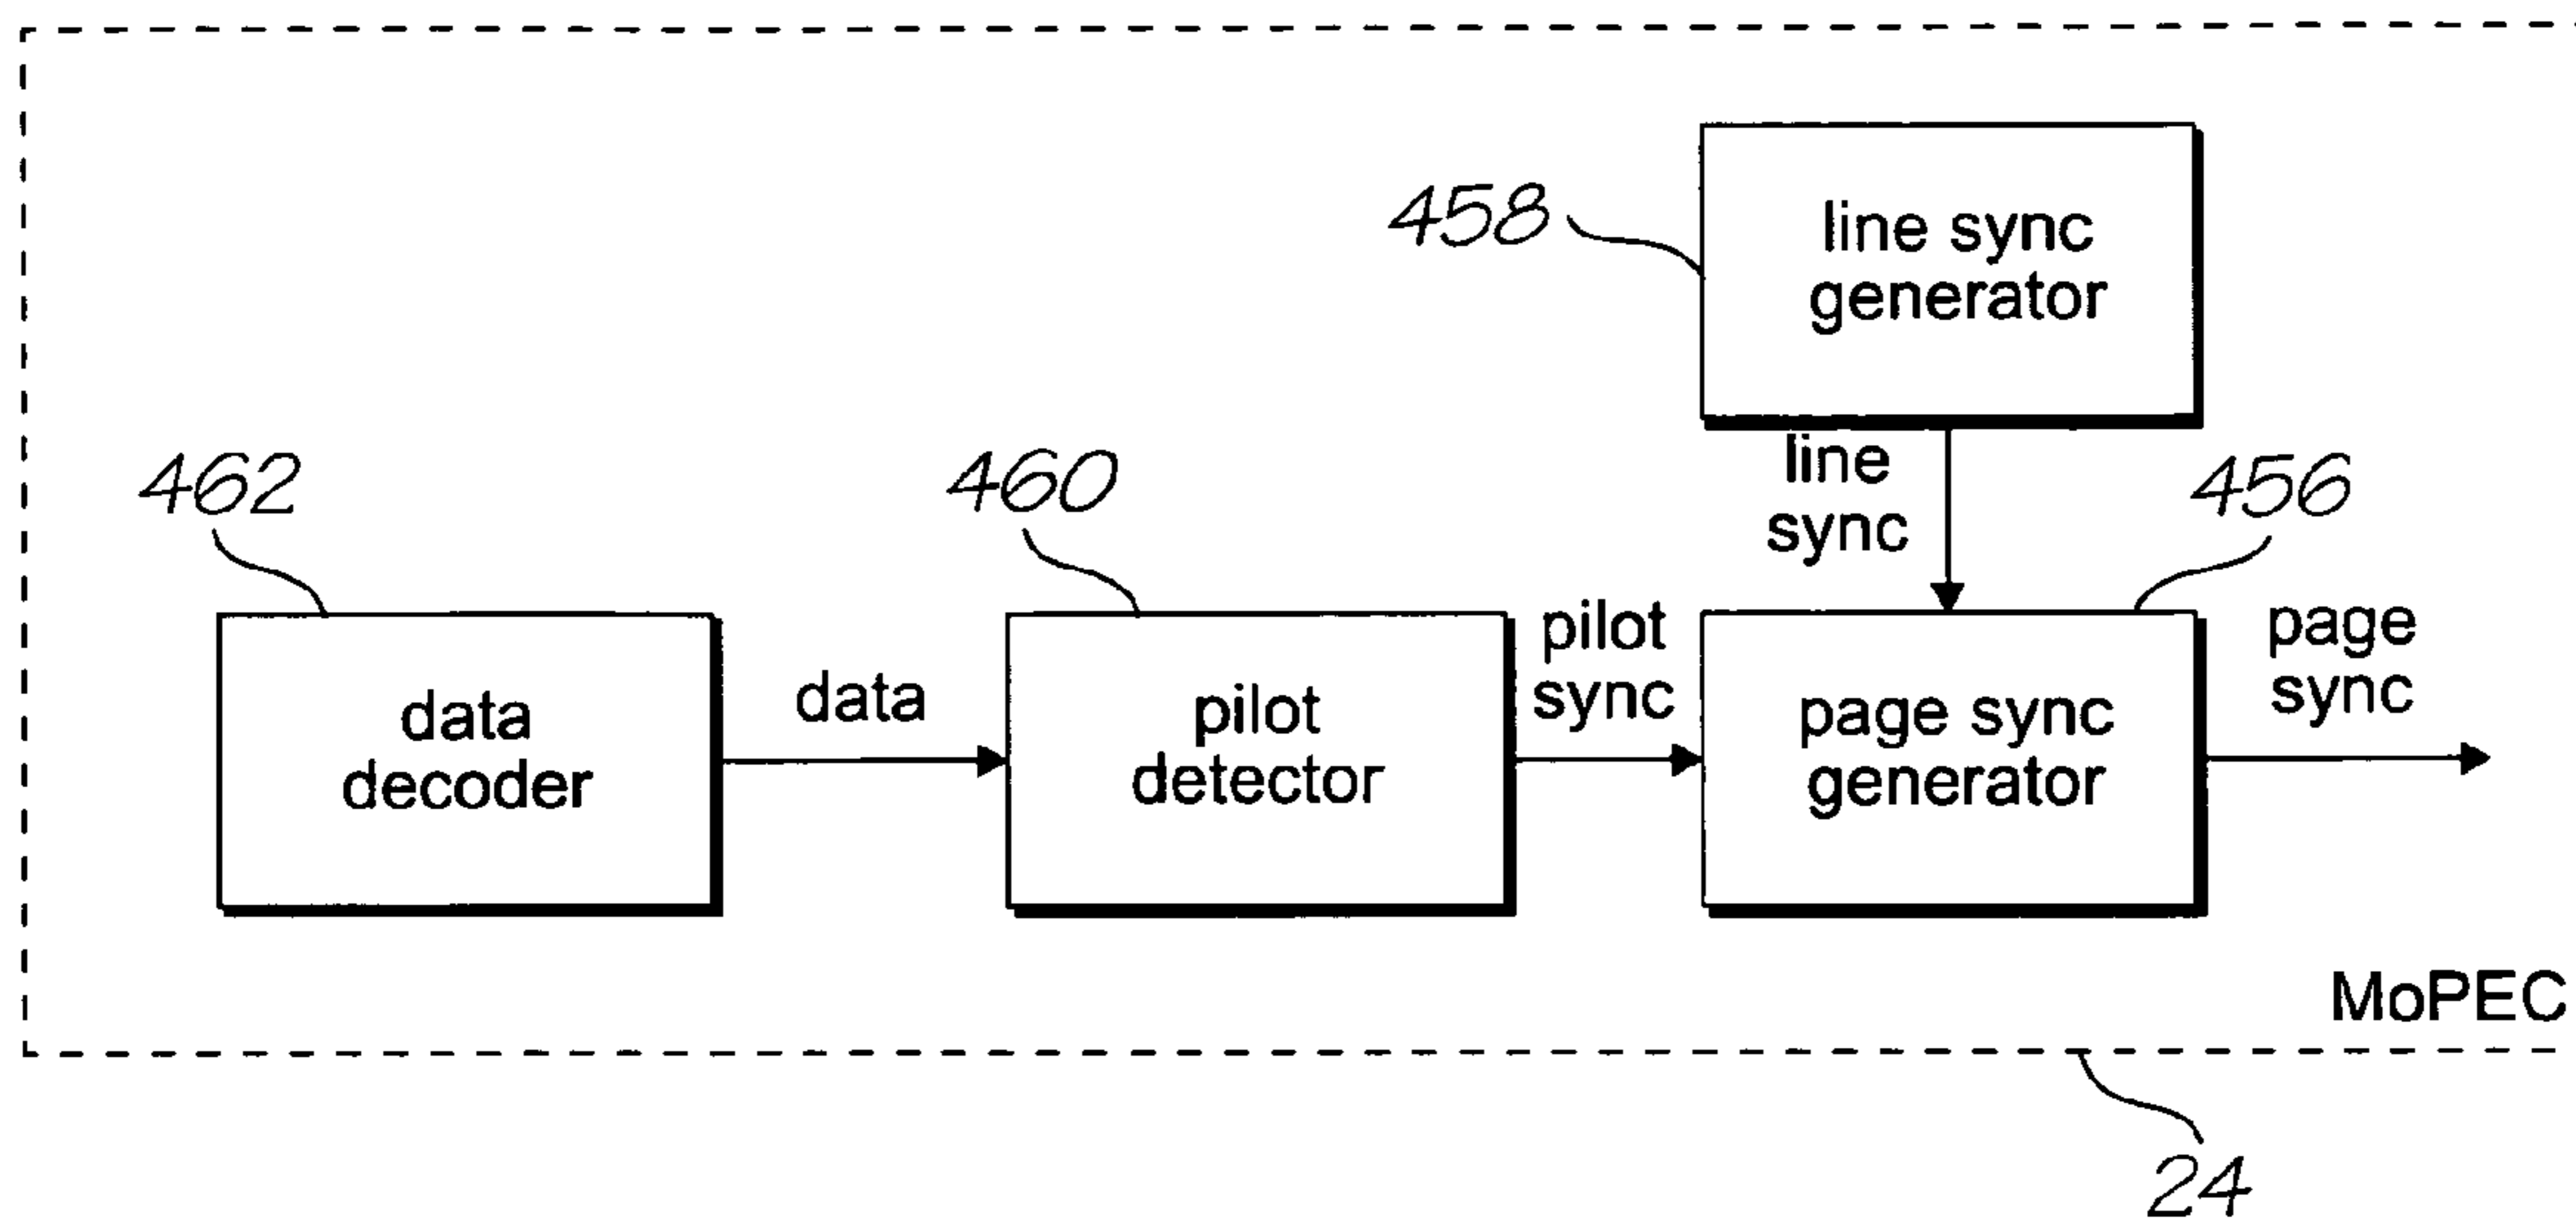 458
line sync
generator
line
sync
462
460
456
data
decoder
data
pilot
detector
pilot
sync
page sync
generator
page
sync
MoPEC
24